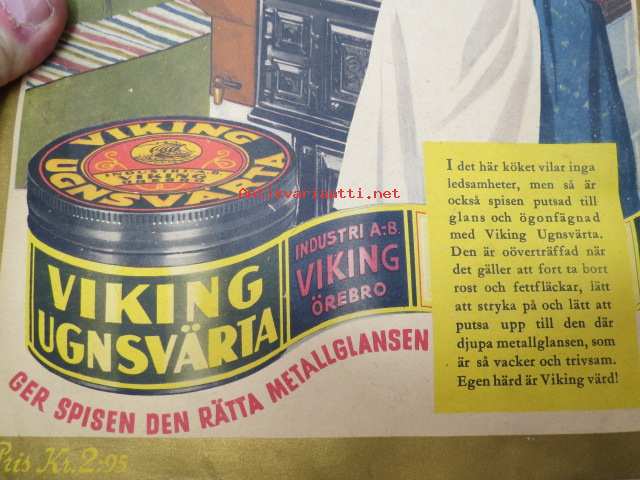 VIKING
UGNSVÄRTA
VIKING
ÖREBRO
VIKING
UGNSVÄRTA
INDUSTRI A.-B.
VIKING
ÖREBRO
GER SPISEN DEN RÄTTA METALLGLANSEN
I det här köket vilar inga
ledsamheter, men så är
också spisen putsad till
glans och ögonfägnad
med Viking Ugnsvärta.
Den är oöverträffad när
det gäller att fort ta bort
rost och fettfläckar, lätt
att stryka på och lätt att
putsa upp till den där
djupa metallglansen, som
är så vacker och trivsam.
Egen härd är Viking värd!
Pris Kr. 2:95
antikvariaatti.net